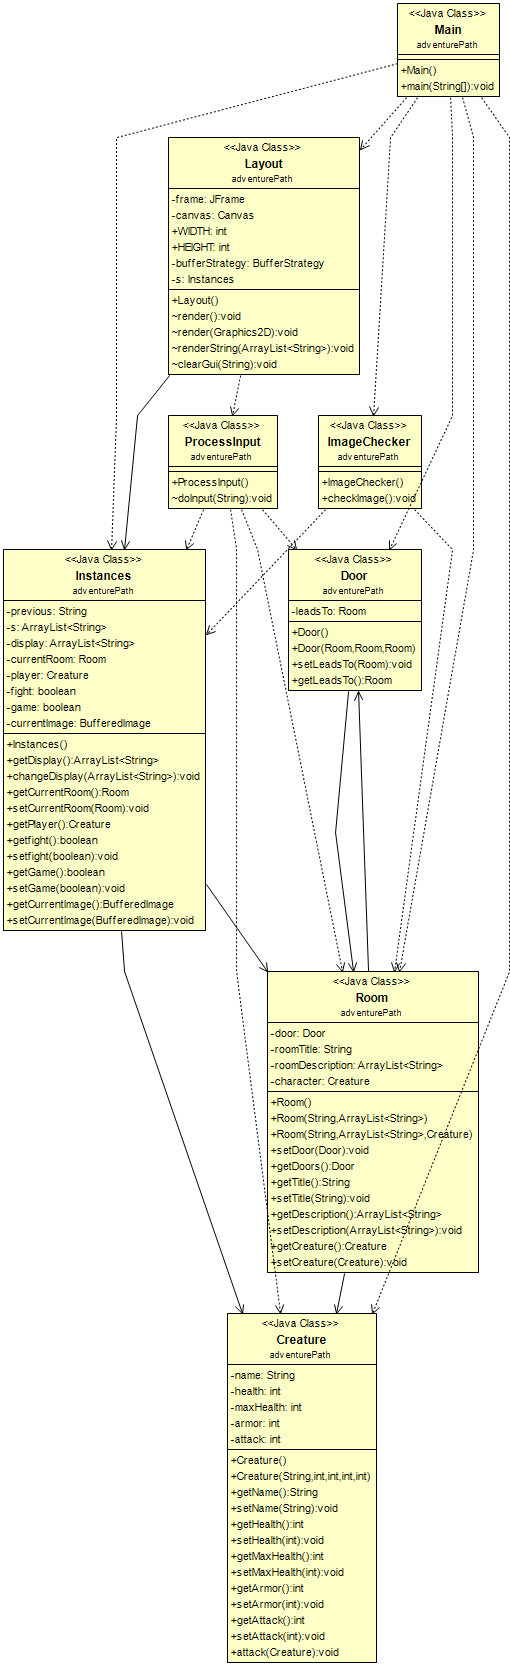 <<Java Class>>
Main
adventurePath
+Main()
+main(String[]):void
<<Java Class>>
Layout
adventurePath
-frame: JFrame
-canvas: Canvas
+WIDTH: int
+HEIGHT: int
-bufferStrategy: BufferStrategy
-s: Instances
+Layout()
~render():void
~render(Graphics2D):void
~renderString(ArrayList<String>):void
~clearGui(String):void
<<Java Class>>
ProcessInput
adventurePath
+ProcessInput()
~doInput(String):void
<<Java Class>>
ImageChecker
adventurePath
+ImageChecker()
+checkImage():void
<<Java Class>>
Instances
adventurePath
-previous: String
-s: ArrayList<String>
-display: ArrayList<String>
-currentRoom: Room
-player: Creature
-fight: boolean
-game: boolean
-currentImage: BufferedImage
+Instances()
+getDisplay():ArrayList<String>
+changeDisplay(ArrayList<String>):void
+getCurrentRoom():Room
+setCurrentRoom(Room):void
+getPlayer():Creature
+getfight():boolean
+setfight(boolean):void
+getGame():boolean
+setGame(boolean):void
+getCurrentImage():BufferedImage
+setCurrentImage(BufferedImage):void
<<Java Class>>
Door
adventurePath
-leadsTo: Room
+Door()
+Door(Room,Room,Room)
+setLeadsTo(Room):void
+getLeadsTo():Room
<<Java Class>>
Room
adventurePath
-door: Door
-roomTitle: String
-roomDescription: ArrayList<String>
-character: Creature
+Room()
+Room(String,ArrayList<String>)
+Room(String,ArrayList<String>,Creature)
+setDoor(Door):void
+getDoors():Door
+getTitle():String
+setTitle(String):void
+getDescription():ArrayList<String>
+setDescription(ArrayList<String>):void
+getCreature():Creature
+setCreature(Creature):void
<<Java Class>>
Creature
adventurePath
-name: String
-health: int
-maxHealth: int
-armor: int
-attack: int
+Creature()
+Creature(String,int,int,int,int)
+getName():String
+setName(String):void
+getHealth():int
+setHealth(int):void
+getMaxHealth():int
+setMaxHealth(int):void
+getArmor():int
+setArmor(int):void
+getAttack():int
+setAttack(int):void
+attack(Creature):void